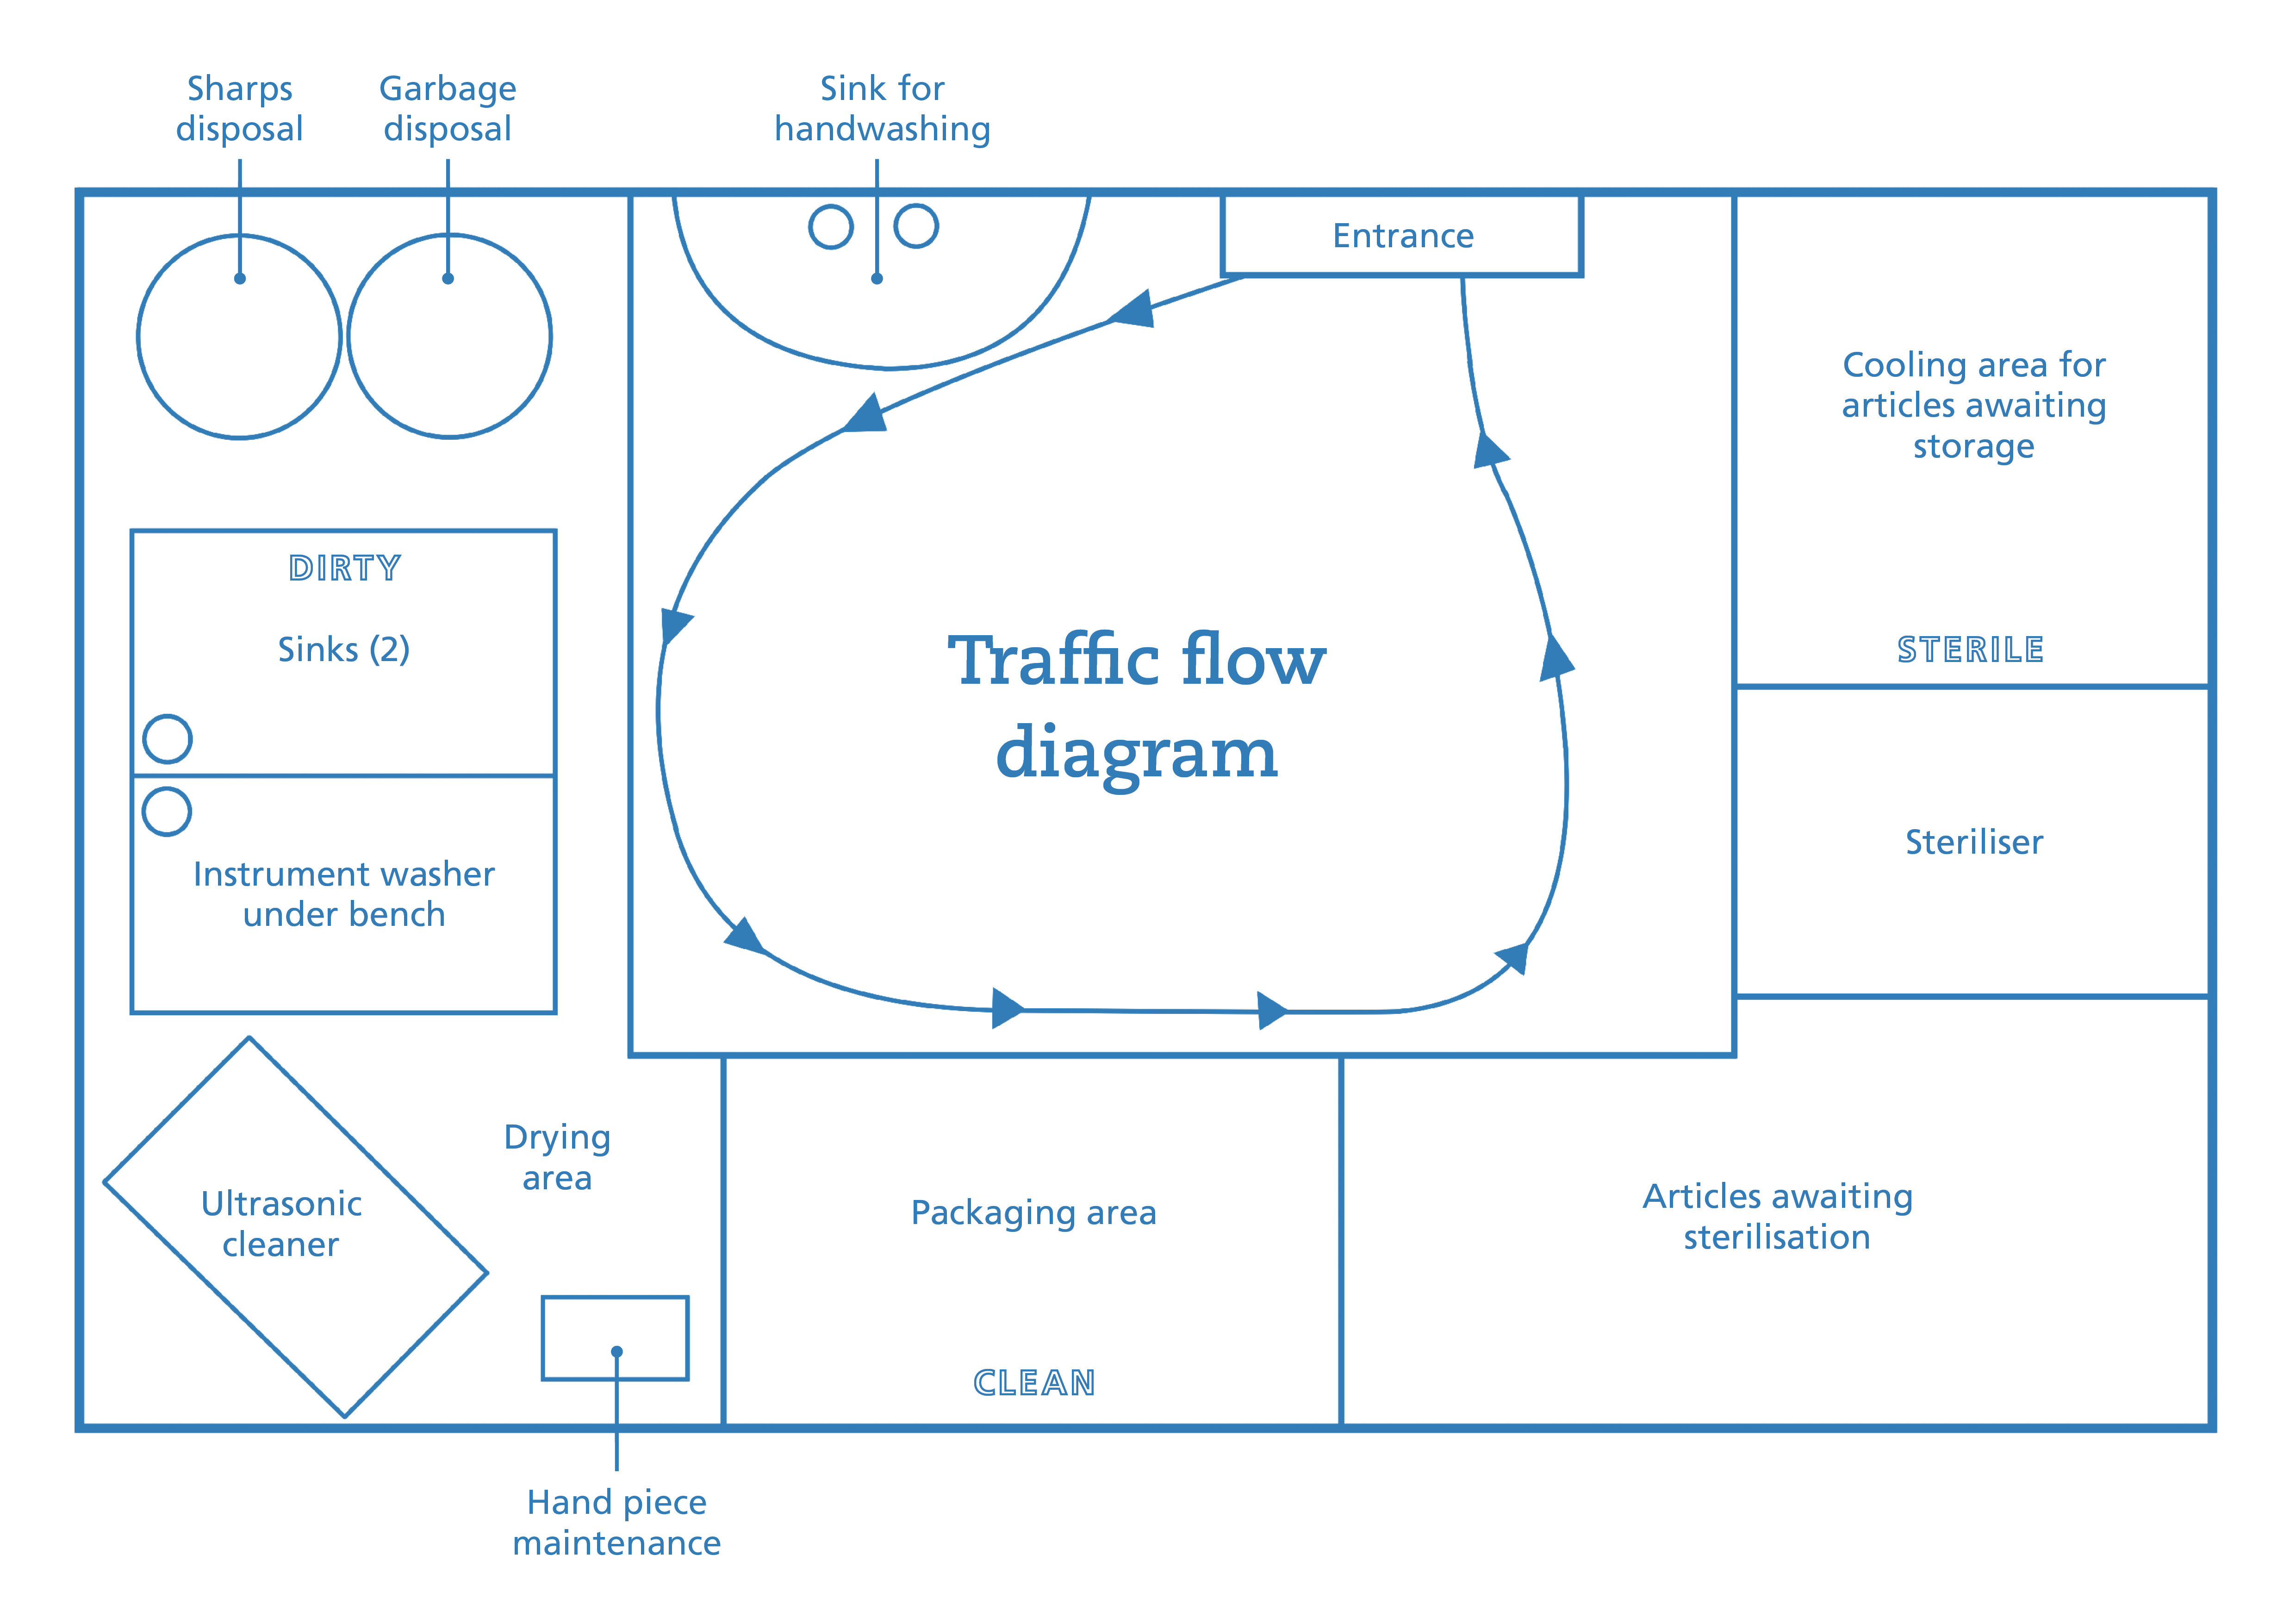 Sharps
disposal
Garbage
disposal
Sink for
handwashing
Entrance
Cooling area for
articles awaiting
storage
DIRTY
Sinks (2)
Traffic flow
diagram
STERILE
Steriliser
Instrument washer
under bench
Drying
area
Ultrasonic
cleaner
Packaging area
Articles awaiting
sterilisation
CLEAN
Hand piece
maintenance